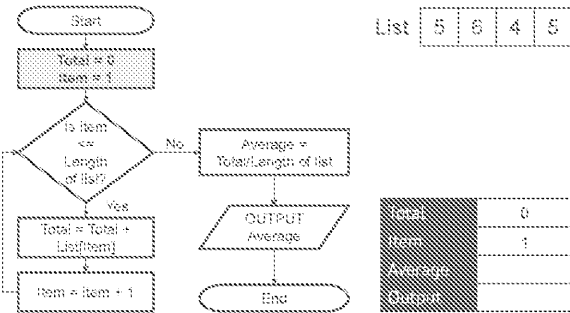 Start
Total = 0
Item = 1
Is item
<=
Length
of list?
No
Yes
Total = Total +
List[Item]
Item = Item + 1
Average =
Total/Length of list
OUTPUT
Average
End
List 5 6 4 5
Total 0
Item 1
Average
Output